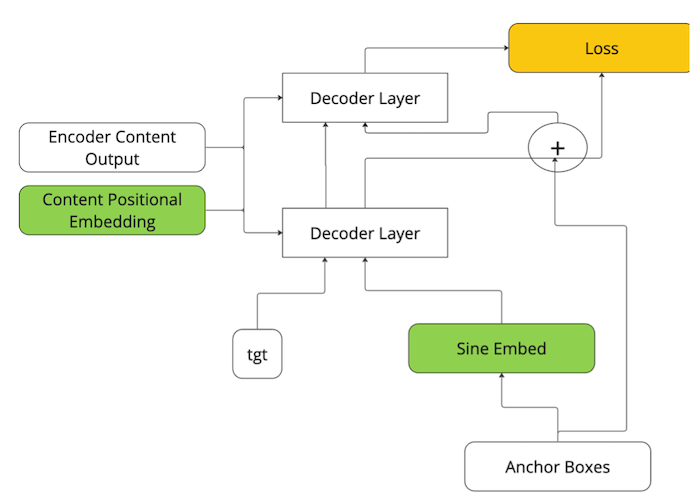 Loss
Decoder Layer
Encoder Content
Output
+
Content Positional
Embedding
Decoder Layer
tgt
Sine Embed
Anchor Boxes